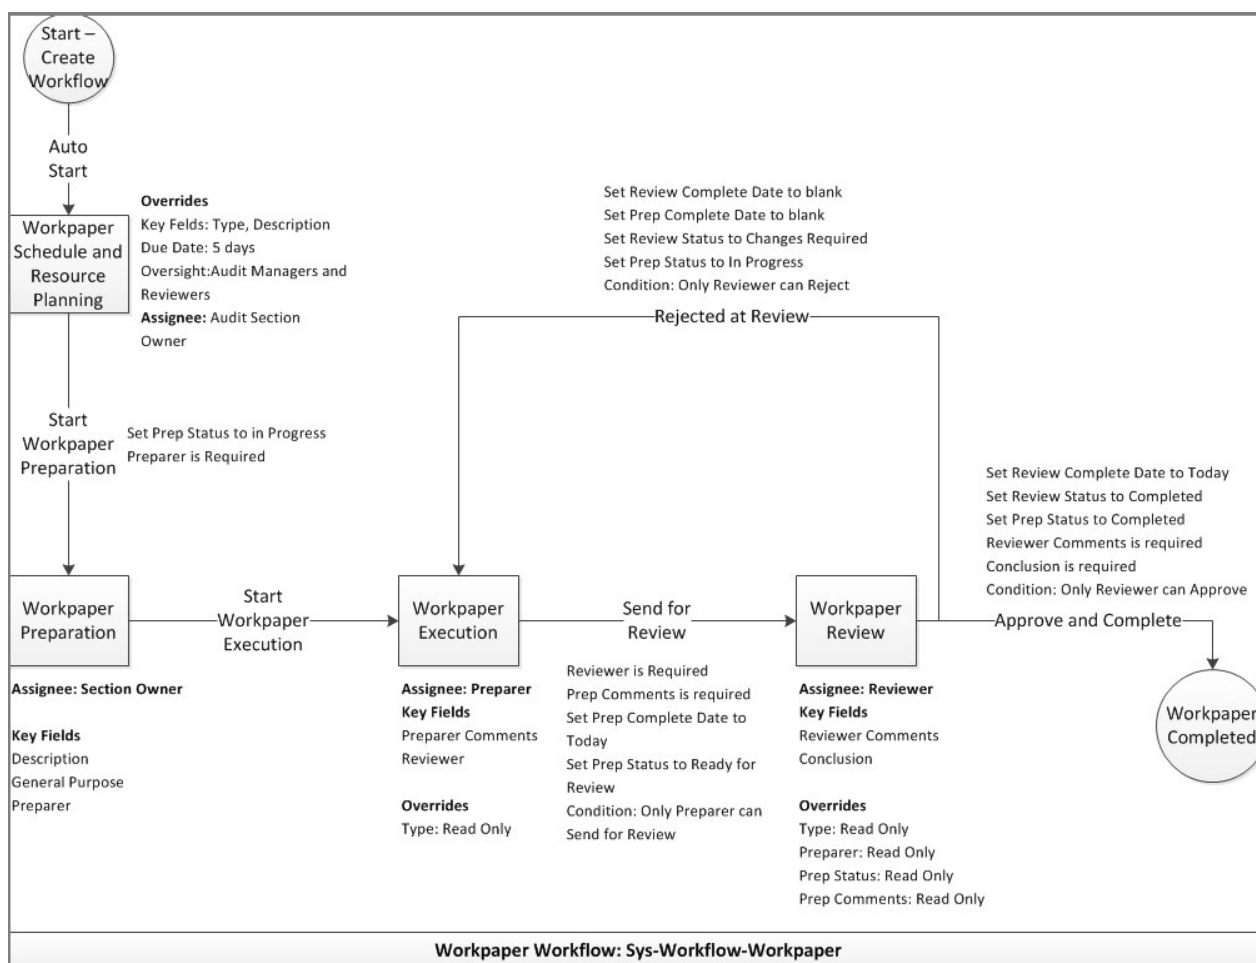 Start –
Create
Workflow
Auto
Start
Workpaper
Schedule and
Resource
Planning
Overrides
Key Felds: Type, Description
Due Date: 5 days
Oversight:Audit Managers and
Reviewers
Assignee: Audit Section
Owner
Set Review Complete Date to blank
Set Prep Complete Date to blank
Set Review Status to Changes Required
Set Prep Status to In Progress
Condition: Only Reviewer can Reject
Rejected at Review
Start
Workpaper
Preparation
Set Prep Status to in Progress
Preparer is Required
Set Review Complete Date to Today
Set Review Status to Completed
Set Prep Status to Completed
Reviewer Comments is required
Conclusion is required
Condition: Only Reviewer can Approve
Workpaper
Preparation
Start
Workpaper
Execution
Workpaper
Execution
Send for
Review
Workpaper
Review
Approve and Complete
Assignee: Section Owner
Key Fields
Description
General Purpose
Preparer
Assignee: Preparer
Key Fields
Preparer Comments
Reviewer
Overrides
Type: Read Only
Reviewer is Required
Prep Comments is required
Set Prep Complete Date to
Today
Set Prep Status to Ready for
Review
Condition: Only Preparer can
Send for Review
Assignee: Reviewer
Key Fields
Reviewer Comments
Conclusion
Overrides
Type: Read Only
Preparer: Read Only
Prep Status: Read Only
Prep Comments: Read Only
Workpaper
Completed
Workpaper Workflow: Sys-Workflow-Workpaper